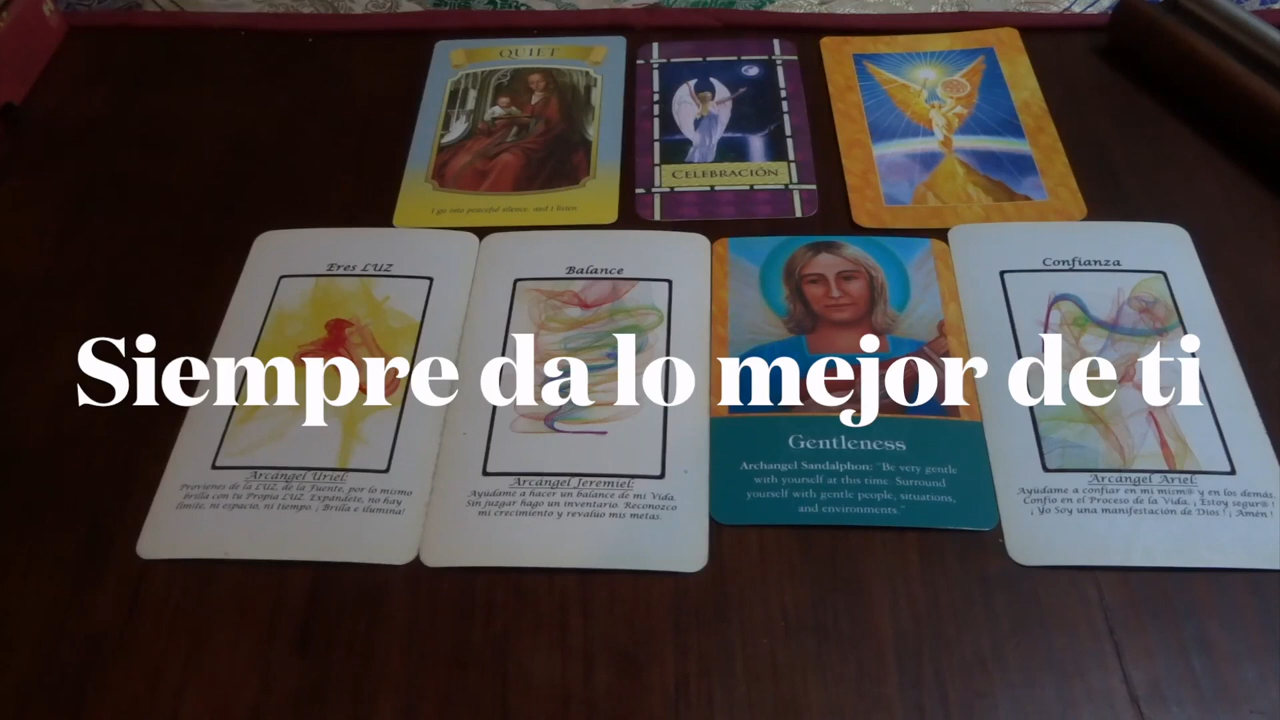 QUIET
I go into peaceful silence, and I listen
CELEBRACIÓN
Eres LUZ
Arcángel Uriel:
Provienes de la LUZ, de la Fuente, por lo mismo
brilla con tu Propia LUZ. Expandete, no hay
límite, ni espacio, ni tiempo. ¡ Brilla e ilumina!
Balance
Arcángel Jeremiel:
Ayúdame a hacer un balance de mi Vida.
Sin juzgar hago un inventario. Reconozco
mi crecimiento y revalúo mis metas.
Gentleness
Archangel Sandalphon: "Be very gentle
with yourself at this time. Surround
yourself with gentle people, situations,
and environments."
Confianza
Arcángel Ariel:
Ayúdame a confiar en mi mism@ y en los demás.
Confío en el Proceso de la Vida. ¡ Estoy segur@ !
¡ Yo Soy una manifestación de Dios ! ¡ Amén !
Siempre da lo mejor de ti